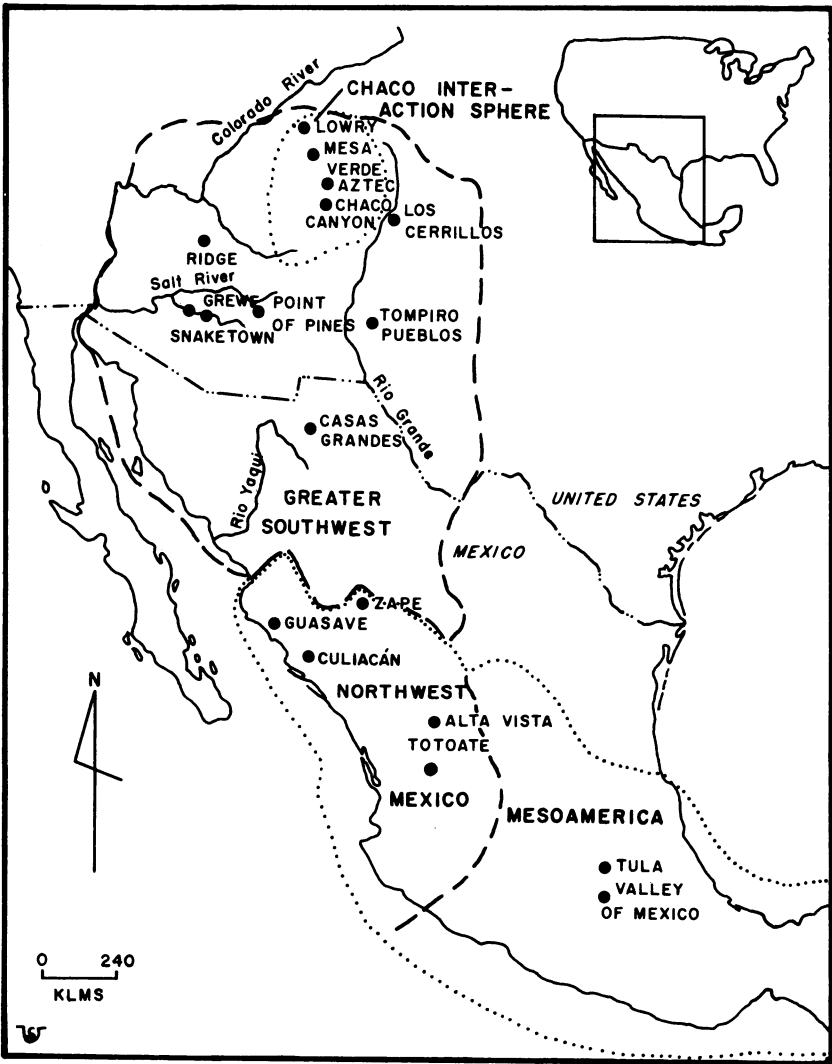 Colorado River
CHACO INTER-
ACTION SPHERE
LOWRY
MESA
VERDE
AZTEC
CHACO
CANYON
LOS
CERRILLOS
RIDGE
Salt River
GREWE
POINT
OF PINES
SNAKETOWN
TOMPIRO
PUEBLOS
Rio Grande
CASAS
GRANDES
Rio Yaqui
GREATER
SOUTHWEST
UNITED STATES
MEXICO
ZAPE
GUASAVE
CULIACÁN
N
NORTHWEST
ALTA VISTA
TOTOATE
MEXICO
MESOAMERICA
TULA
VALLEY
OF MEXICO
0 240
KLMS